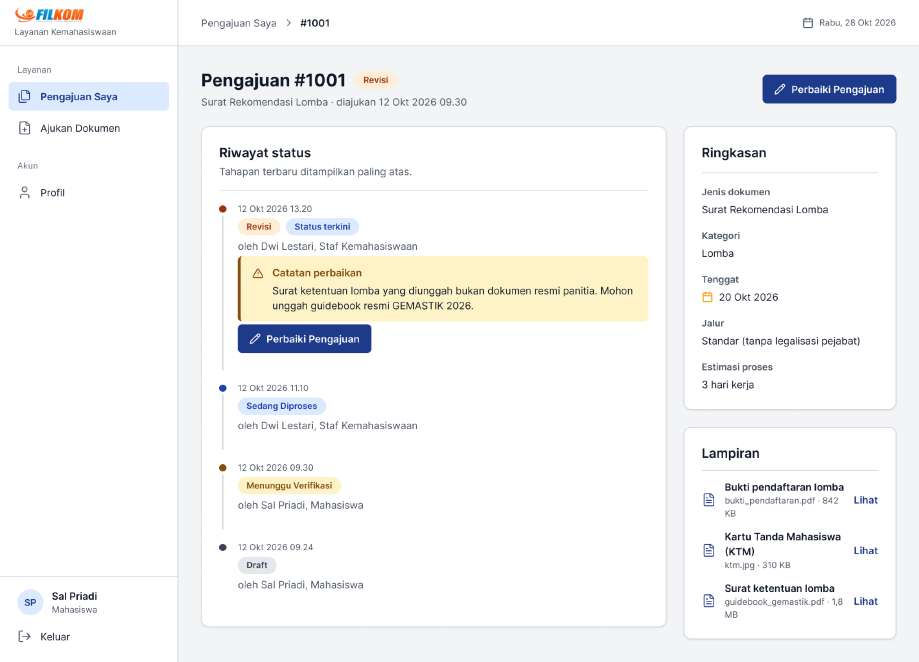 FILKOM
Layanan Kemahasiswaan
Layanan
Pengajuan Saya
Ajukan Dokumen
Akun
Profil
SP
Sal Priadi
Mahasiswa
Keluar
Pengajuan Saya > #1001
Rabu, 28 Okt 2026
Pengajuan #1001 Revisi
Surat Rekomendasi Lomba · diajukan 12 Okt 2026 09.30
Perbaiki Pengajuan
Riwayat status
Tahapan terbaru ditampilkan paling atas.
12 Okt 2026 13.20
Revisi Status terkini
oleh Dwi Lestari, Staf Kemahasiswaan
Catatan perbaikan
Surat ketentuan lomba yang diunggah bukan dokumen resmi panitia. Mohon
unggah guidebook resmi GEMASTIK 2026.
Perbaiki Pengajuan
12 Okt 2026 11.10
Sedang Diproses
oleh Dwi Lestari, Staf Kemahasiswaan
12 Okt 2026 09.30
Menunggu Verifikasi
oleh Sal Priadi, Mahasiswa
12 Okt 2026 09.24
Draft
oleh Sal Priadi, Mahasiswa
Ringkasan
Jenis dokumen
Surat Rekomendasi Lomba
Kategori
Lomba
Tenggat
20 Okt 2026
Jalur
Standar (tanpa legalisasi pejabat)
Estimasi proses
3 hari kerja
Lampiran
Bukti pendaftaran lomba
bukti_pendaftaran.pdf · 842
KB
Lihat
Kartu Tanda Mahasiswa
(KTM)
ktm.jpg · 310 KB
Lihat
Surat ketentuan lomba
guidebook_gemastik.pdf · 1,8
MB
Lihat